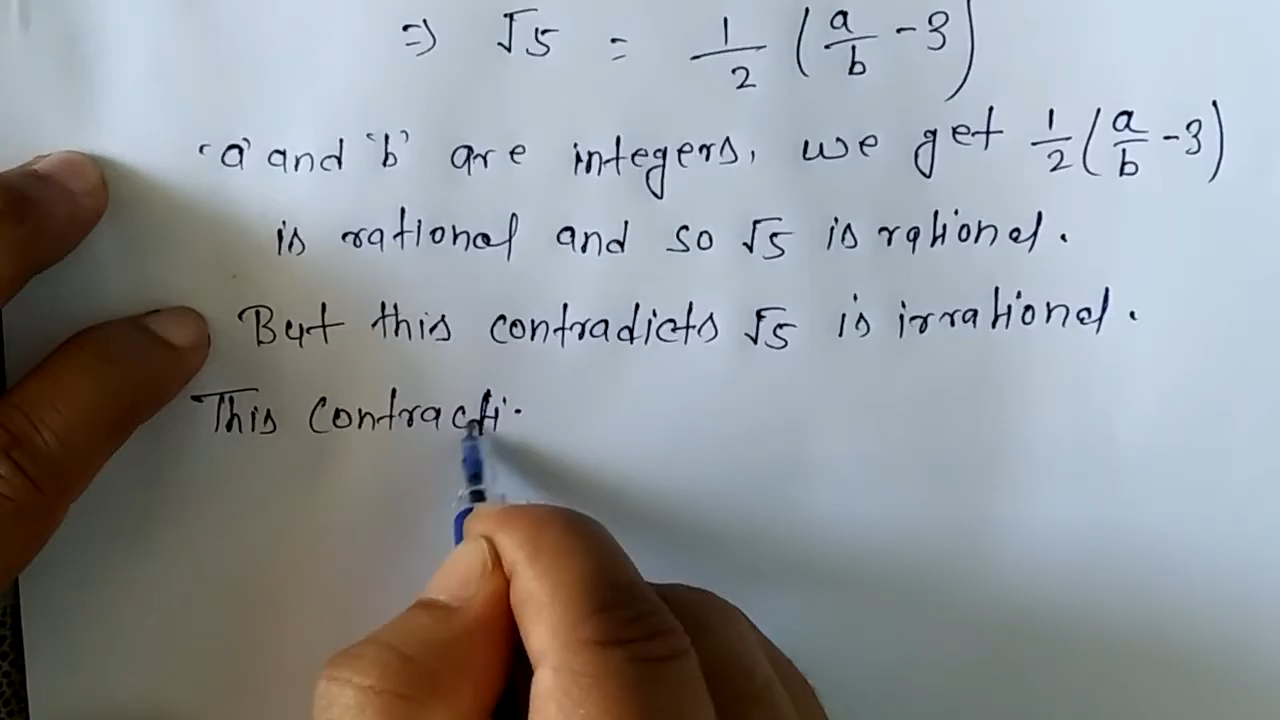 ⇒ √5 = 1/2 (a/b - 3)
'a' and 'b' are integers, we get 1/2 (a/b - 3)
is rational and so √5 is rational.
But this contradicts √5 is irrational.
This contracti